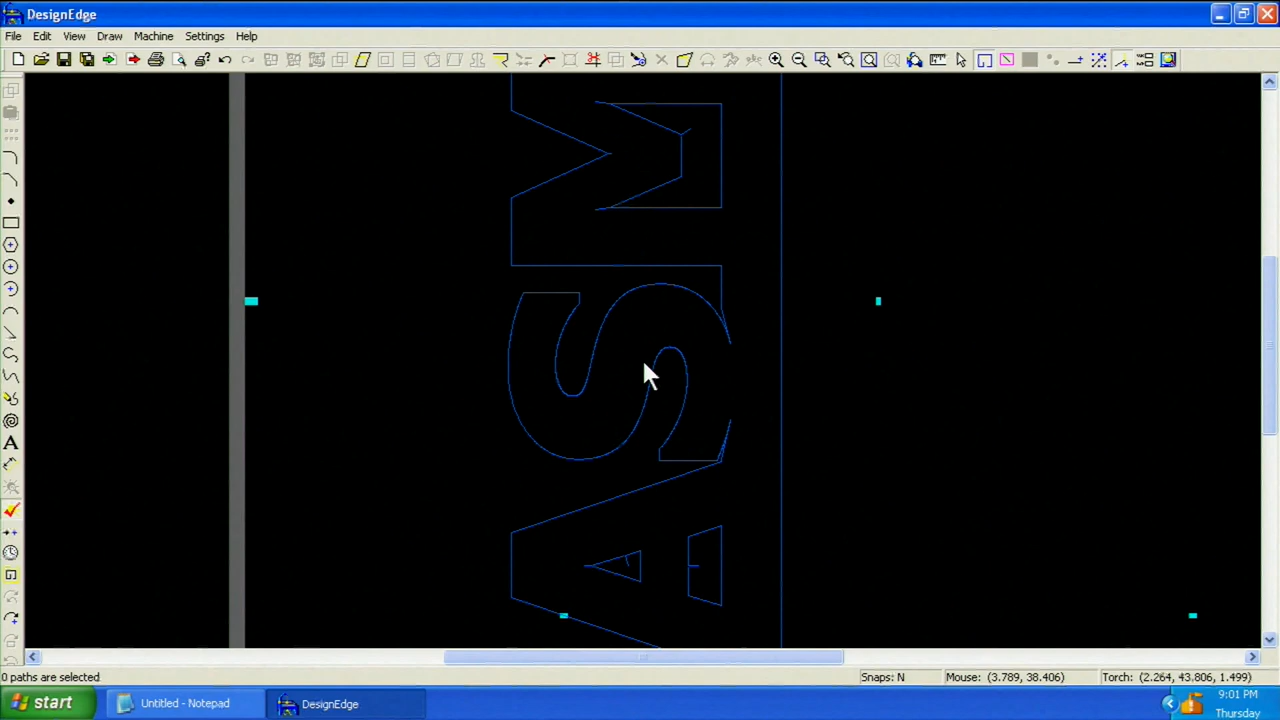 DesignEdge
File Edit View Draw Machine Settings Help
A
ASM
0 paths are selected
Snaps: N
Mouse: (3.789, 38.406)
Torch: (2.264, 43.806, 1.499)
start
Untitled - Notepad
DesignEdge
9:01 PM
Thursday